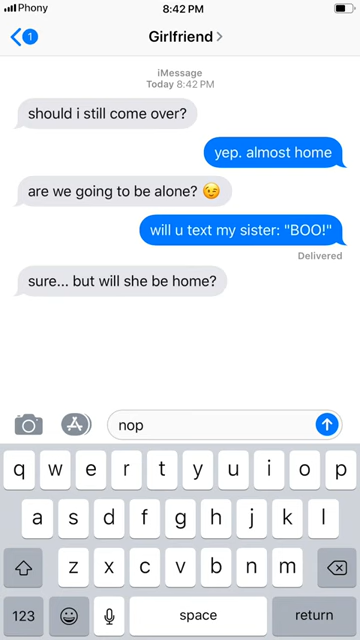 Phony 8:42 PM
1 Girlfriend >
iMessage
Today 8:42 PM
should i still come over?
yep. almost home
are we going to be alone? 😉
will u text my sister: "BOO!"
Delivered
sure... but will she be home?
nop
q w e r t y u i o p
a s d f g h j k l
z x c v b n m
123 space return